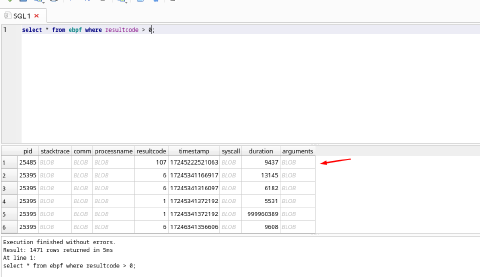 SQL 1
1 select * from ebpf where resultcode > 0;
pid stacktrace comm processname resultcode timestamp syscall duration arguments
1 25485 BLOB BLOB BLOB 107 17245222521063 BLOB 9437 BLOB
2 25395 BLOB BLOB BLOB 6 17245341166917 BLOB 13145 BLOB
3 25395 BLOB BLOB BLOB 6 17245341316097 BLOB 6182 BLOB
4 25395 BLOB BLOB BLOB 1 17245341372192 BLOB 5531 BLOB
5 25395 BLOB BLOB BLOB 1 17245341372192 BLOB 999960369 BLOB
6 25395 BLOB BLOB BLOB 6 17246341356606 BLOB 9608 BLOB
Execution finished without errors.
Result: 1471 rows returned in 5ms
At line 1:
select * from ebpf where resultcode > 0;